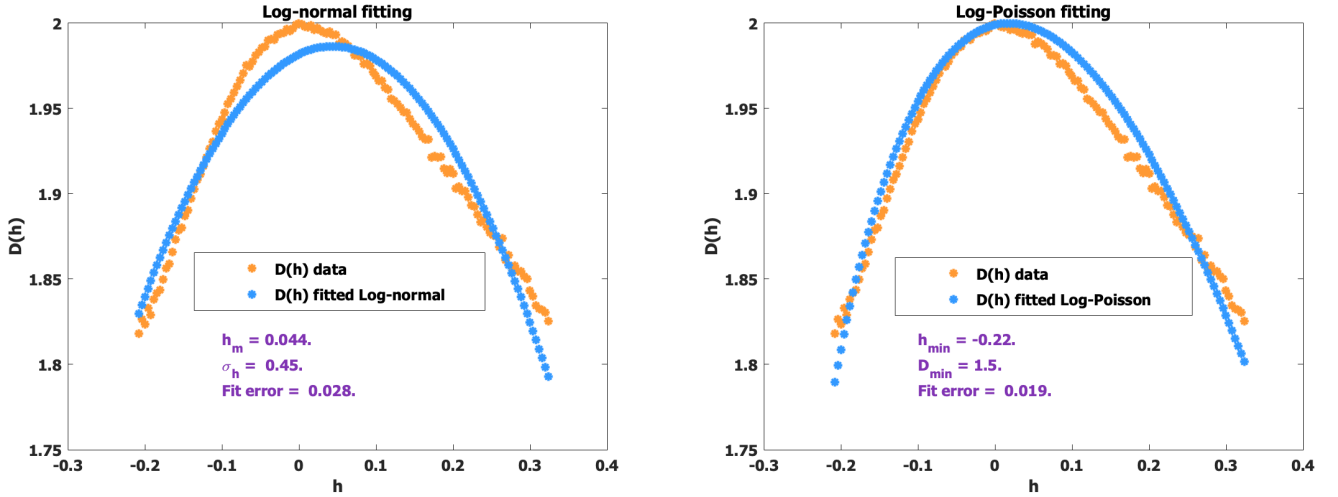 Log-normal fitting
2
1.95
1.9
1.85
1.8
1.75
D(h)
D(h) data
D(h) fitted Log-normal
h_m = 0.044.
σ_h = 0.45.
Fit error = 0.028.
-0.3 -0.2 -0.1 0 0.1 0.2 0.3 0.4
h
Log-Poisson fitting
2
1.95
1.9
1.85
1.8
1.75
D(h)
D(h) data
D(h) fitted Log-Poisson
h_min = -0.22.
D_min = 1.5.
Fit error = 0.019.
-0.3 -0.2 -0.1 0 0.1 0.2 0.3 0.4
h